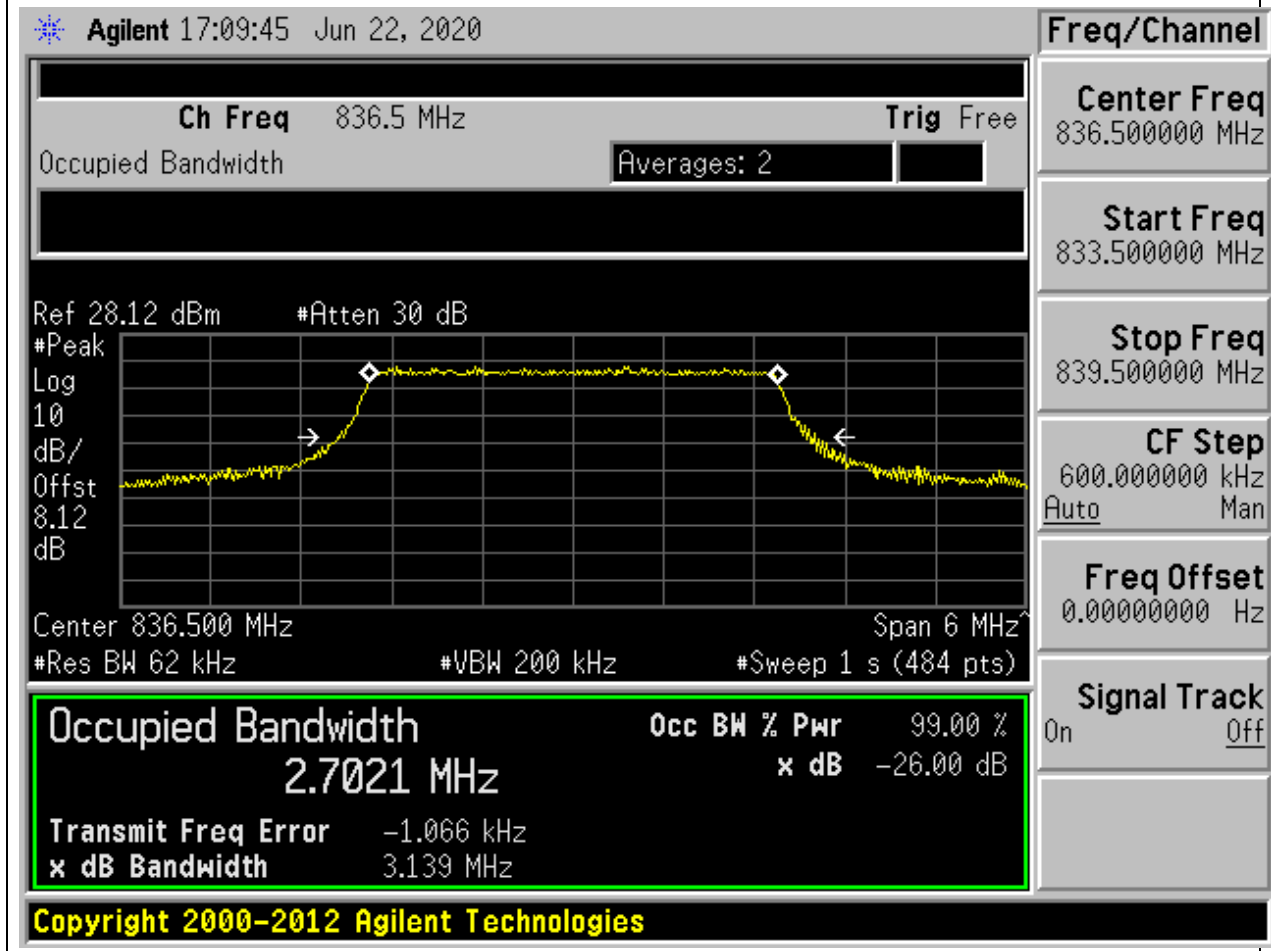 Agilent 17:09:45 Jun 22, 2020
Freq/Channel
Ch Freq 836.5 MHz Trig Free
Occupied Bandwidth Averages: 2
Ref 28.12 dBm #Atten 30 dB
#Peak
Log
10
dB/
Offst
8.12
dB
Center 836.500 MHz Span 6 MHz^
#Res BW 62 kHz #VBW 200 kHz #Sweep 1 s (484 pts)
Occupied Bandwidth Occ BW % Pwr 99.00 %
2.7021 MHz x dB -26.00 dB
Transmit Freq Error -1.066 kHz
x dB Bandwidth 3.139 MHz
Copyright 2000-2012 Agilent Technologies
Center Freq
836.500000 MHz
Start Freq
833.500000 MHz
Stop Freq
839.500000 MHz
CF Step
600.000000 kHz
Auto Man
Freq Offset
0.00000000 Hz
Signal Track
On Off